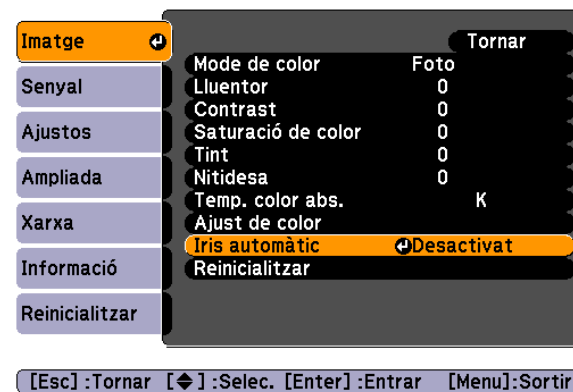 Imatge
Senyal
Ajustos
Ampliada
Xarxa
Informació
Reinicialitzar
Tornar
Mode de color Foto
Lluentor 0
Contrast 0
Saturació de color 0
Tint 0
Nitidesa 0
Temp. color abs. K
Ajust de color
Iris automàtic Desactivat
Reinicialitzar
[Esc] :Tornar [◆] :Selec. [Enter] :Entrar [Menu]:Sortir